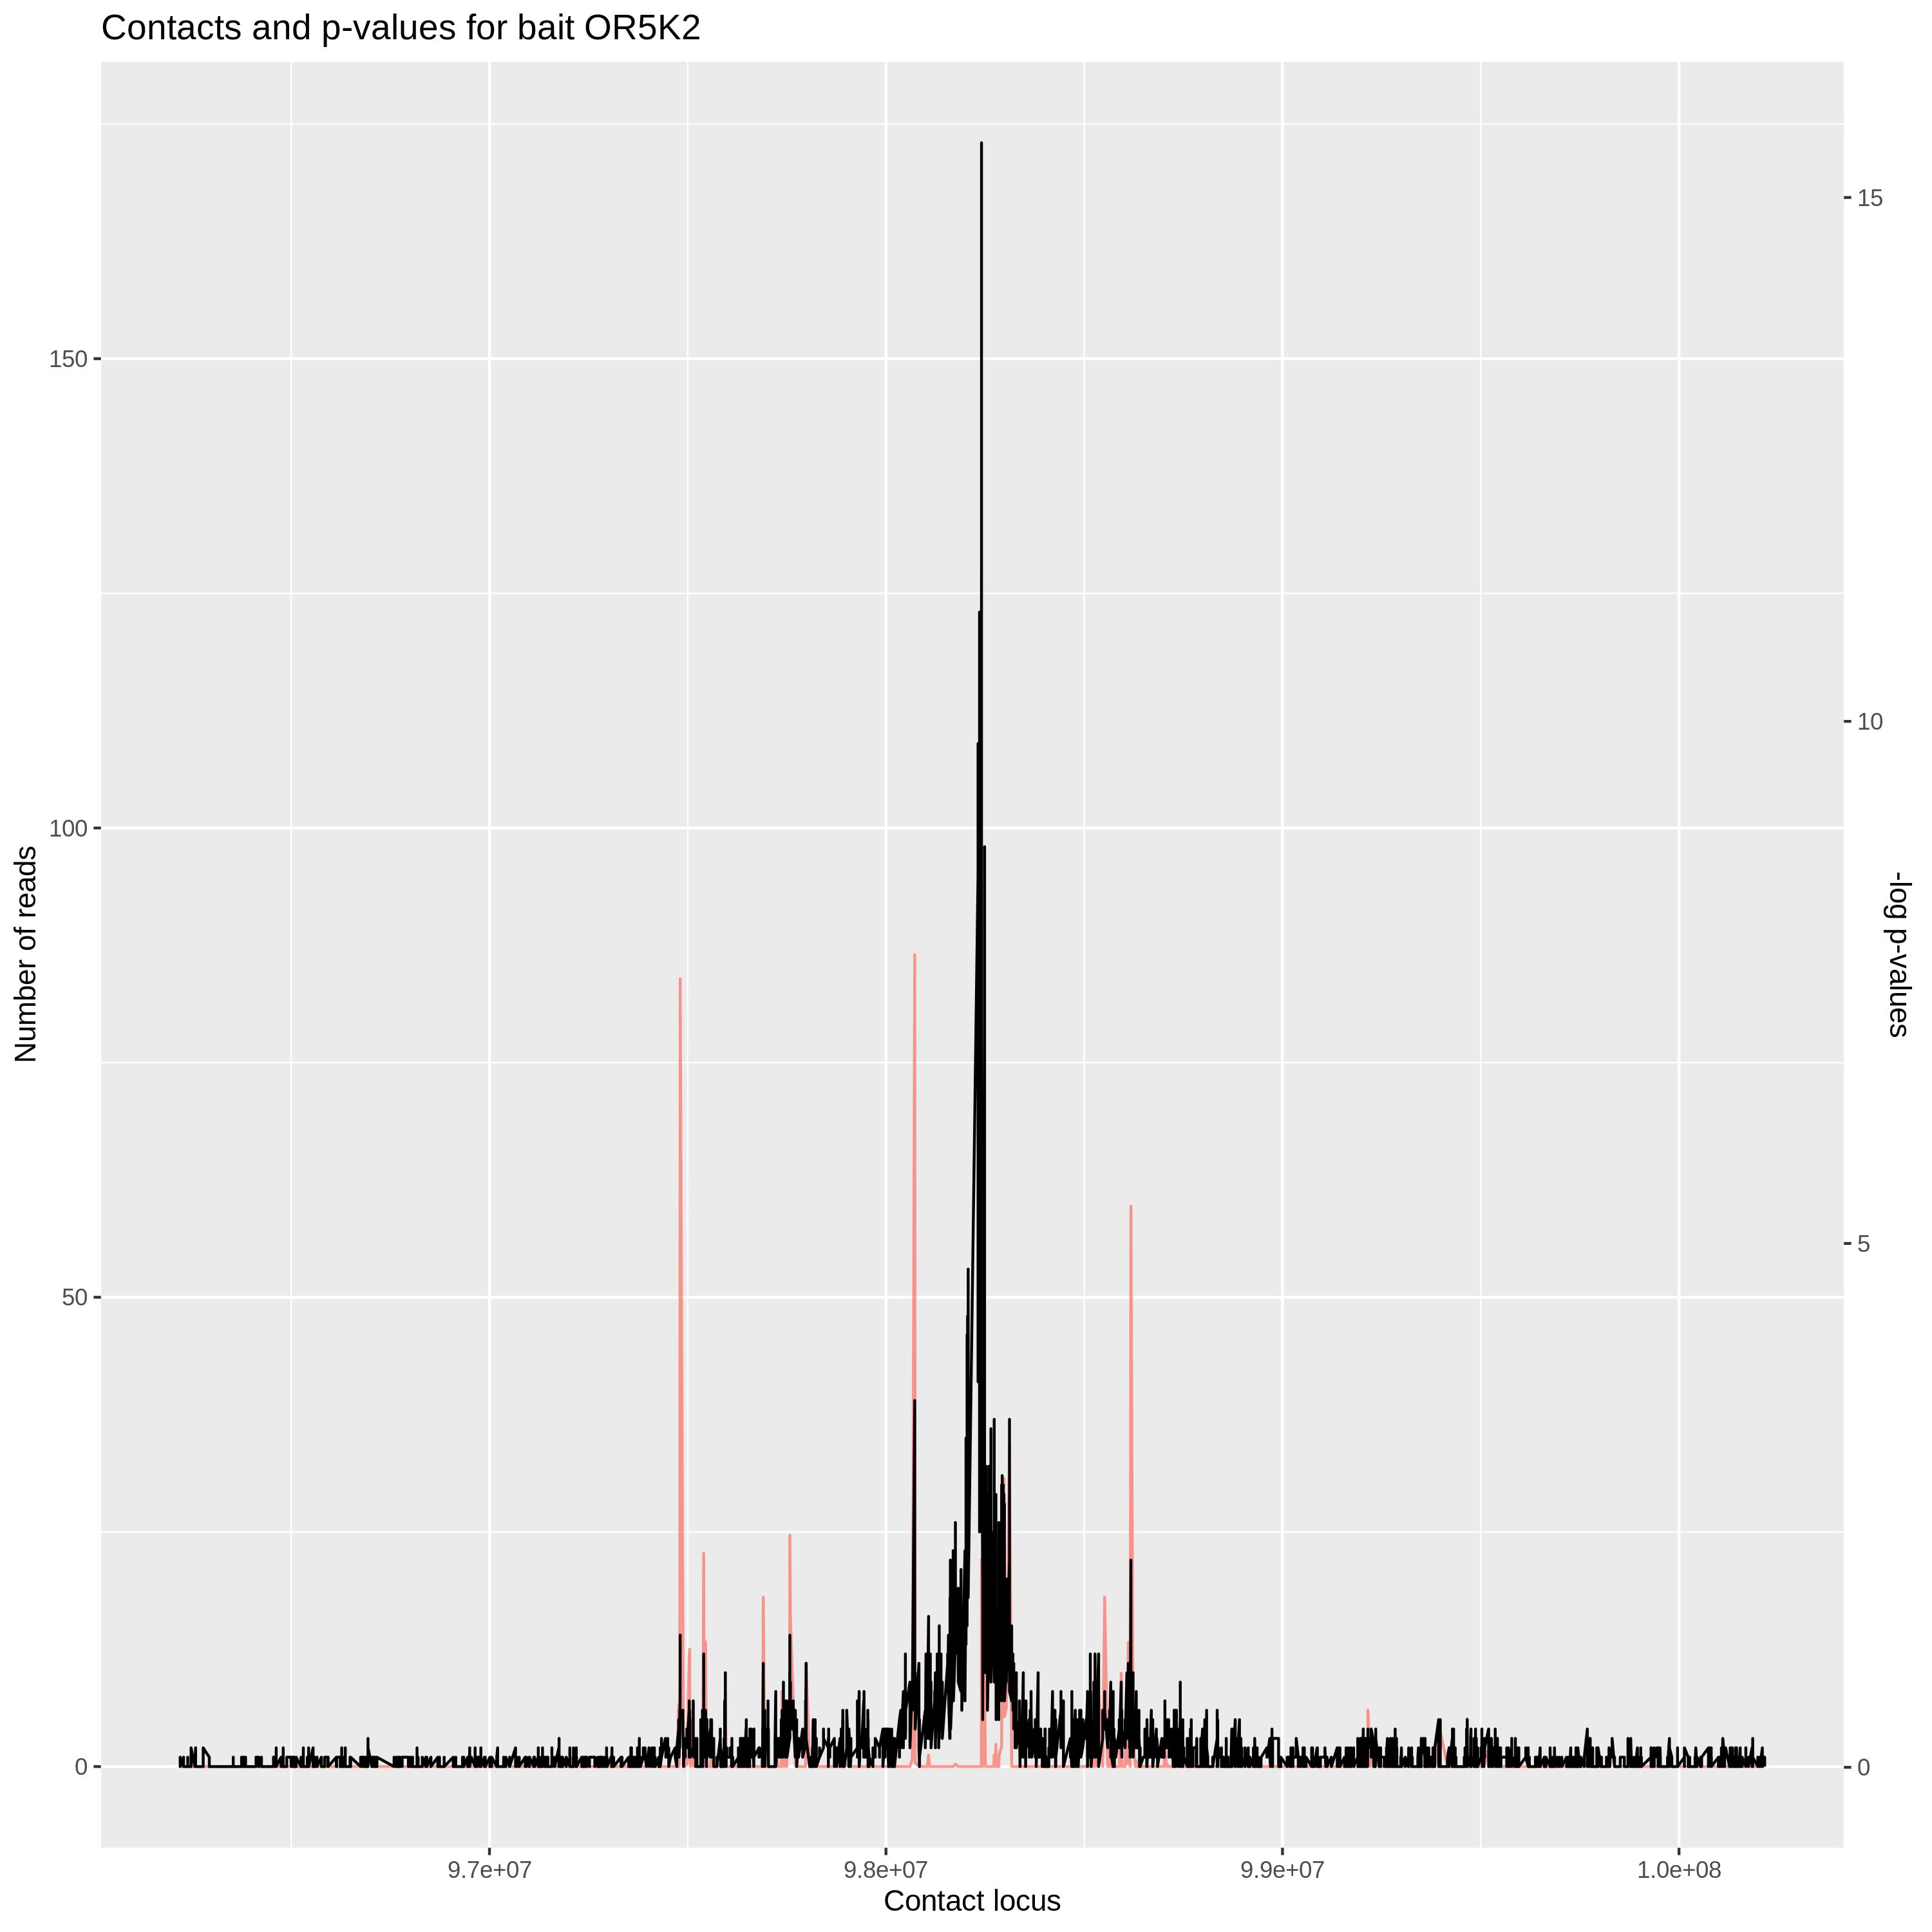 Contacts and p-values for bait OR5K2
150
100
50
0
Number of reads
15
10
5
0
-log p-values
9.7e+07
9.8e+07
9.9e+07
1.0e+08
Contact locus